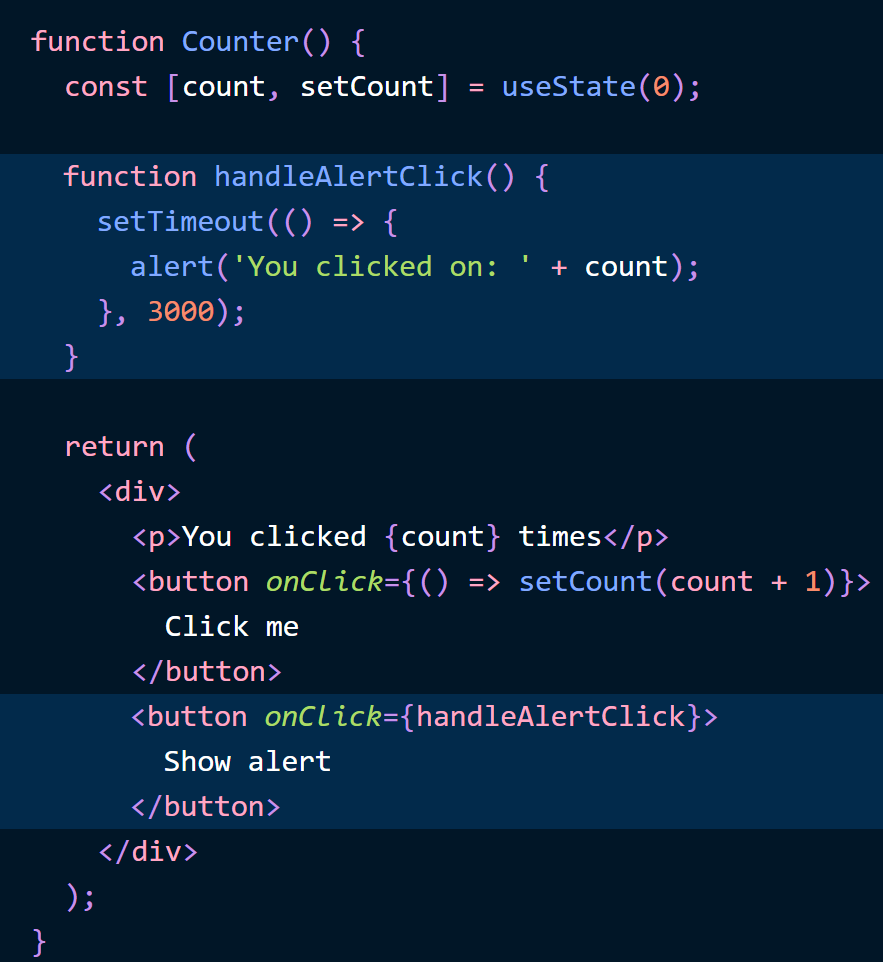 function Counter() {
  const [count, setCount] = useState(0);

  function handleAlertClick() {
    setTimeout(() => {
      alert('You clicked on: ' + count);
    }, 3000);
  }

  return (
    <div>
      <p>You clicked {count} times</p>
      <button onClick={() => setCount(count + 1)}>
        Click me
      </button>
      <button onClick={handleAlertClick}>
        Show alert
      </button>
    </div>
  );
}